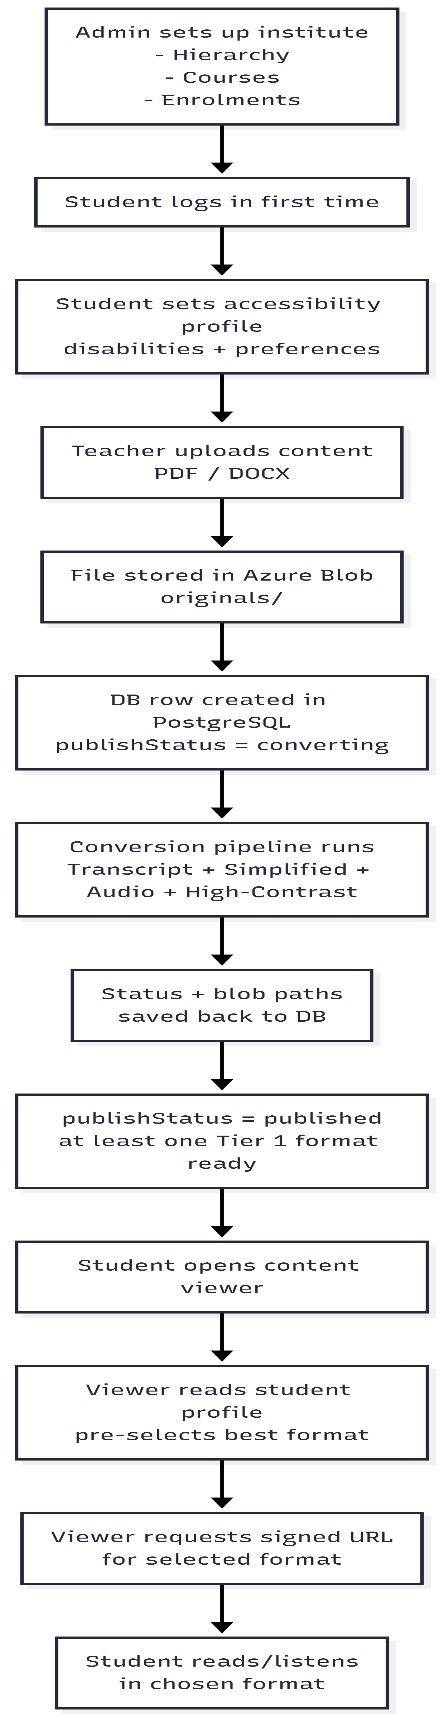 Admin sets up institute
- Hierarchy
- Courses
- Enrolments
Student logs in first time
Student sets accessibility
profile
disabilities + preferences
Teacher uploads content
PDF / DOCX
File stored in Azure Blob
originals/
DB row created in
PostgreSQL
publishStatus = converting
Conversion pipeline runs
Transcript + Simplified +
Audio + High-Contrast
Status + blob paths
saved back to DB
publishStatus = published
at least one Tier 1 format
ready
Student opens content
viewer
Viewer reads student
profile
pre-selects best format
Viewer requests signed URL
for selected format
Student reads/listens
in chosen format